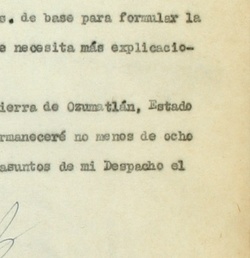 s. de base para formular la
e necesita más explicacio-
ierra de Ozumatlán, Estado
rmaneceré no menos de ocho
asuntos de mi Despacho el